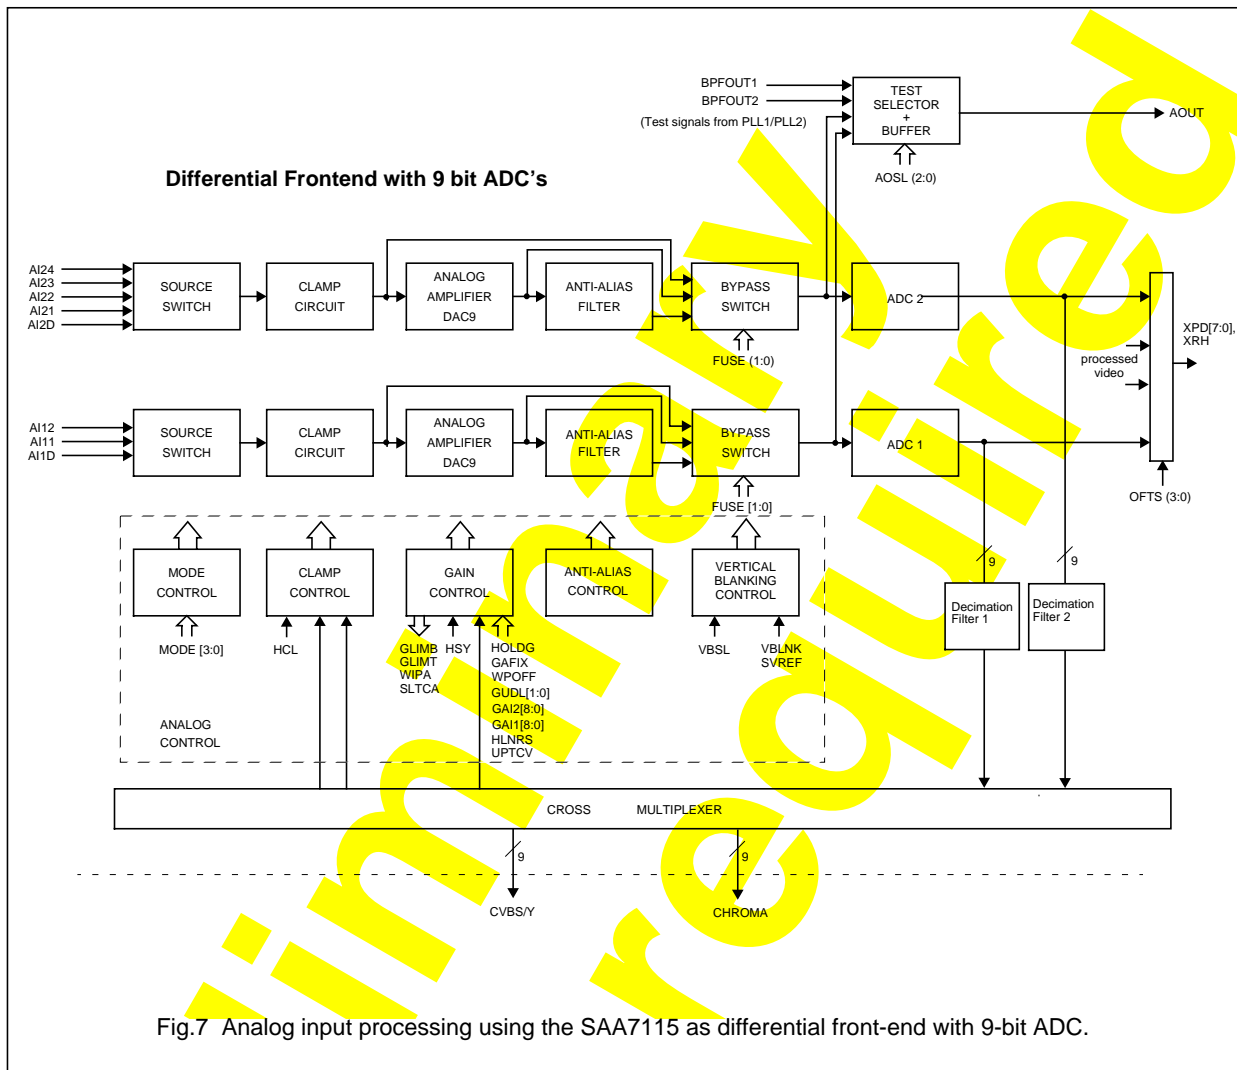 BPFOUT1
BPFOUT2
(Test signals from PLL1/PLL2)
TEST
SELECTOR
+
BUFFER
AOUT
AOSL (2:0)
Differential Frontend with 9 bit ADC's
AI24
AI23
AI22
AI21
AI2D
SOURCE
SWITCH
CLAMP
CIRCUIT
ANALOG
AMPLIFIER
DAC9
ANTI-ALIAS
FILTER
BYPASS
SWITCH
ADC 2
FUSE (1:0)
XPD[7:0],
XRH
processed
video
AI12
AI11
AI1D
SOURCE
SWITCH
CLAMP
CIRCUIT
ANALOG
AMPLIFIER
DAC9
ANTI-ALIAS
FILTER
BYPASS
SWITCH
ADC 1
FUSE [1:0]
OFTS (3:0)
MODE
CONTROL
CLAMP
CONTROL
GAIN
CONTROL
ANTI-ALIAS
CONTROL
VERTICAL
BLANKING
CONTROL
9
9
Decimation
Filter 1
Decimation
Filter 2
MODE [3:0]
HCL
GLIMB
GLIMT
WIPA
SLTCA
HSY
HOLDG
GAFIX
WPOFF
GUDL[1:0]
GAI2[8:0]
GAI1[8:0]
HLNRS
UPTCV
VBSL
VBLNK
SVREF
ANALOG
CONTROL
CROSS MULTIPLEXER
9
9
CVBS/Y
CHROMA
Fig.7 Analog input processing using the SAA7115 as differential front-end with 9-bit ADC.
liminary
required